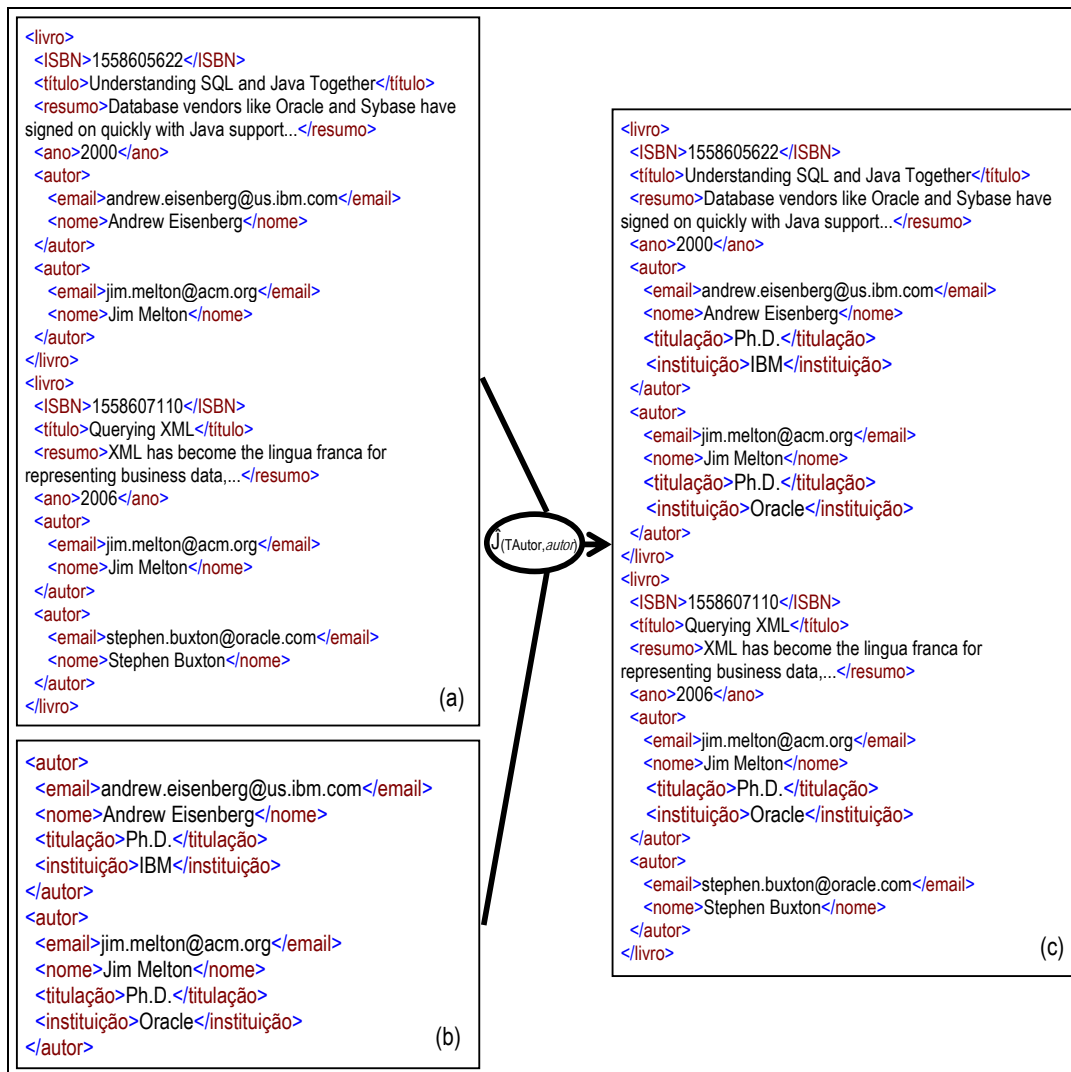 <livro>
<ISBN>1558605622</ISBN>
<título>Understanding SQL and Java Together</título>
<resumo>Database vendors like Oracle and Sybase have
signed on quickly with Java support...</resumo>
<ano>2000</ano>
<autor>
<email>andrew.eisenberg@us.ibm.com</email>
<nome>Andrew Eisenberg</nome>
</autor>
<autor>
<email>jim.melton@acm.org</email>
<nome>Jim Melton</nome>
</autor>
</livro>
<livro>
<ISBN>1558607110</ISBN>
<título>Querying XML</título>
<resumo>XML has become the lingua franca for
representing business data,...</resumo>
<ano>2006</ano>
<autor>
<email>jim.melton@acm.org</email>
<nome>Jim Melton</nome>
</autor>
<autor>
<email>stephen.buxton@oracle.com</email>
<nome>Stephen Buxton</nome>
</autor>
</livro>
(a)
<autor>
<email>andrew.eisenberg@us.ibm.com</email>
<nome>Andrew Eisenberg</nome>
<titulação>Ph.D.</titulação>
<instituição>IBM</instituição>
</autor>
<autor>
<email>jim.melton@acm.org</email>
<nome>Jim Melton</nome>
<titulação>Ph.D.</titulação>
<instituição>Oracle</instituição>
</autor>
(b)
Ĵ(TAutor,autor)
<livro>
<ISBN>1558605622</ISBN>
<título>Understanding SQL and Java Together</título>
<resumo>Database vendors like Oracle and Sybase have
signed on quickly with Java support...</resumo>
<ano>2000</ano>
<autor>
<email>andrew.eisenberg@us.ibm.com</email>
<nome>Andrew Eisenberg</nome>
<titulação>Ph.D.</titulação>
<instituição>IBM</instituição>
</autor>
<autor>
<email>jim.melton@acm.org</email>
<nome>Jim Melton</nome>
<titulação>Ph.D.</titulação>
<instituição>Oracle</instituição>
</autor>
</livro>
<livro>
<ISBN>1558607110</ISBN>
<título>Querying XML</título>
<resumo>XML has become the lingua franca for
representing business data,...</resumo>
<ano>2006</ano>
<autor>
<email>jim.melton@acm.org</email>
<nome>Jim Melton</nome>
<titulação>Ph.D.</titulação>
<instituição>Oracle</instituição>
</autor>
<autor>
<email>stephen.buxton@oracle.com</email>
<nome>Stephen Buxton</nome>
</autor>
</livro>
(c)